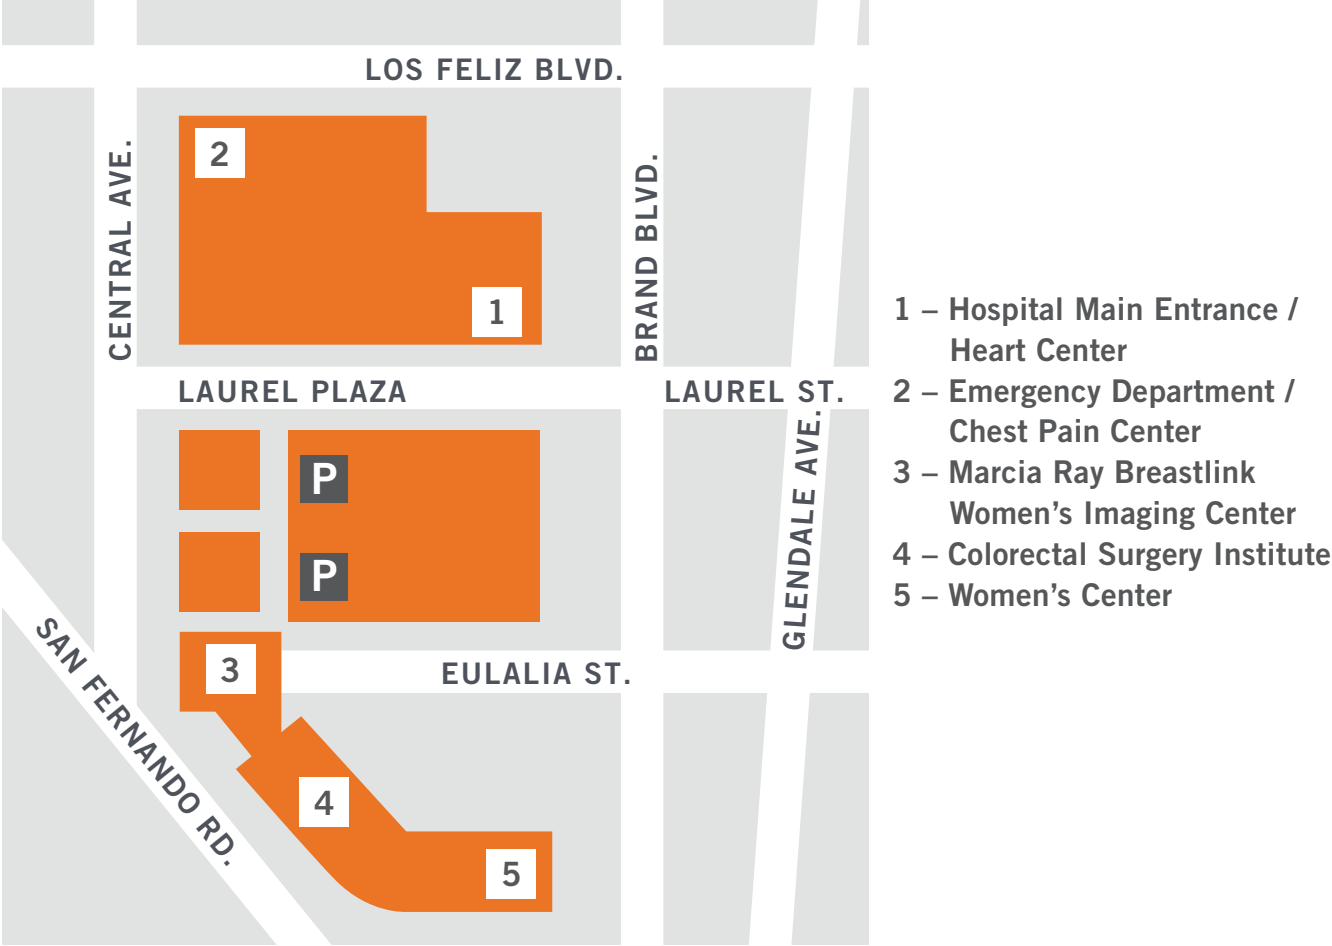 LOS FELIZ BLVD.
CENTRAL AVE.
2
BRAND BLVD.
1
LAUREL PLAZA
LAUREL ST.
P
GLENDALE AVE.
P
SAN FERNANDO RD.
3
EULALIA ST.
4
5
1 – Hospital Main Entrance /
Heart Center
2 – Emergency Department /
Chest Pain Center
3 – Marcia Ray Breastlink
Women’s Imaging Center
4 – Colorectal Surgery Institute
5 – Women’s Center